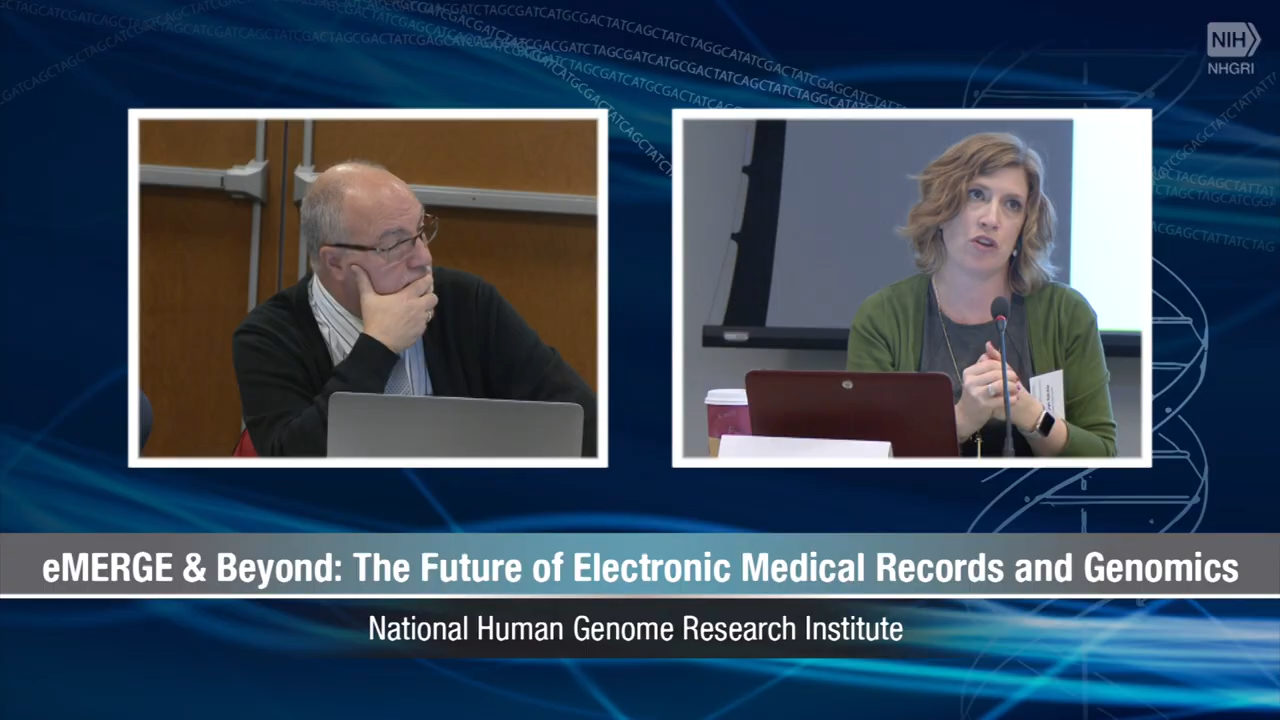 NIH
NHGRI
eMERGE & Beyond: The Future of Electronic Medical Records and Genomics
National Human Genome Research Institute